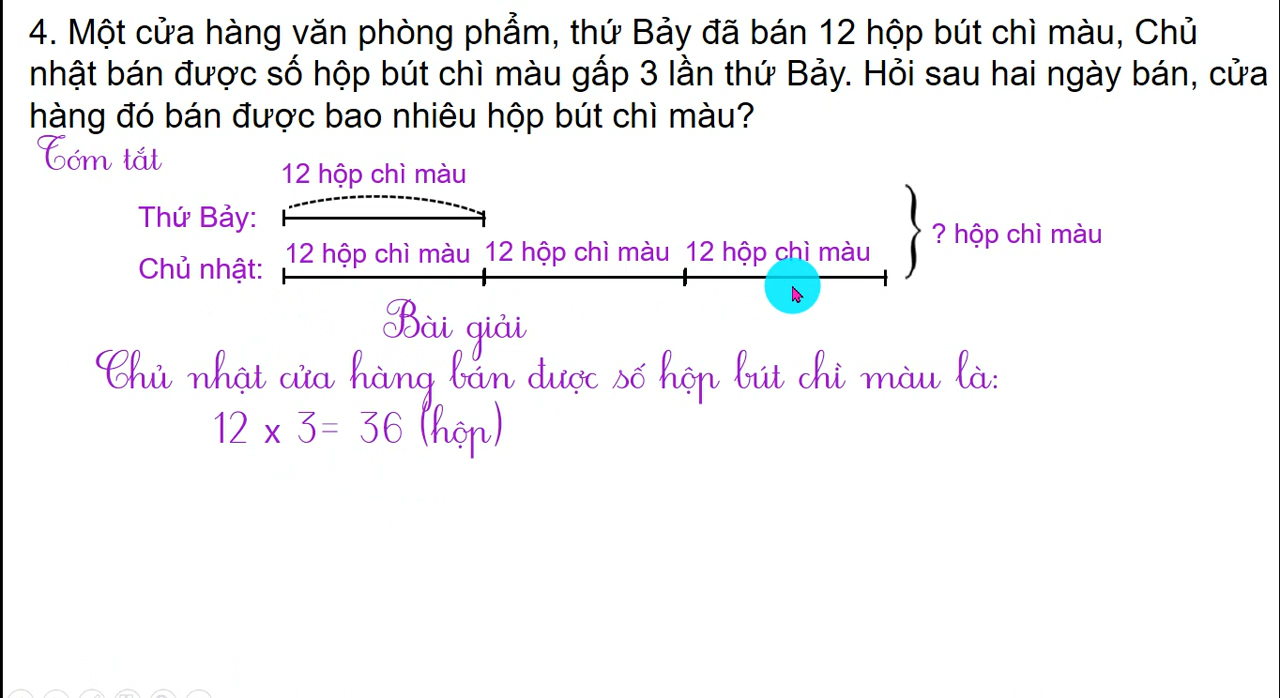 4. Một cửa hàng văn phòng phẩm, thứ Bảy đã bán 12 hộp bút chì màu, Chủ
nhật bán được số hộp bút chì màu gấp 3 lần thứ Bảy. Hỏi sau hai ngày bán, cửa
hàng đó bán được bao nhiêu hộp bút chì màu?
Tóm tắt
12 hộp chì màu
Thứ Bảy:
? hộp chì màu
12 hộp chì màu 12 hộp chì màu 12 hộp chì màu
Chủ nhật:
Bài giải
Chủ nhật cửa hàng bán được số hộp bút chì màu là:
12 x 3= 36 (hộp)